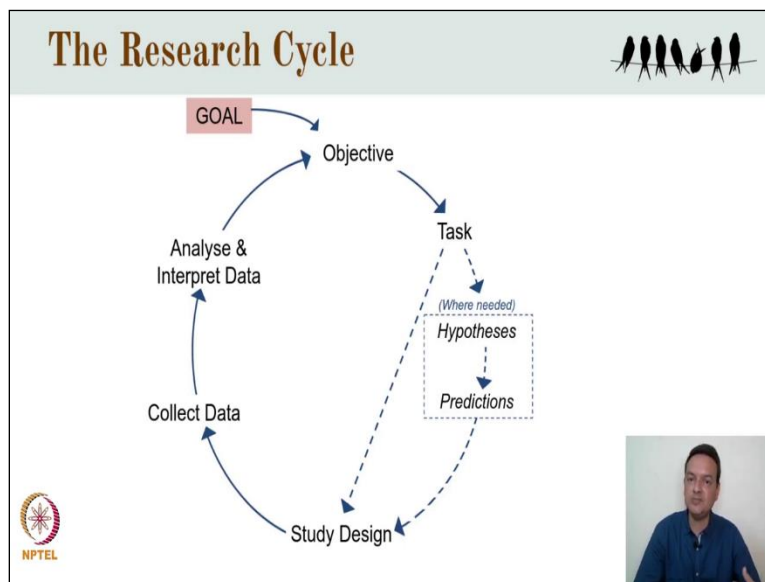 The Research Cycle
GOAL
Objective
Task
(Where needed)
Hypotheses
Predictions
Study Design
Collect Data
Analyse &
Interpret Data
NPTEL